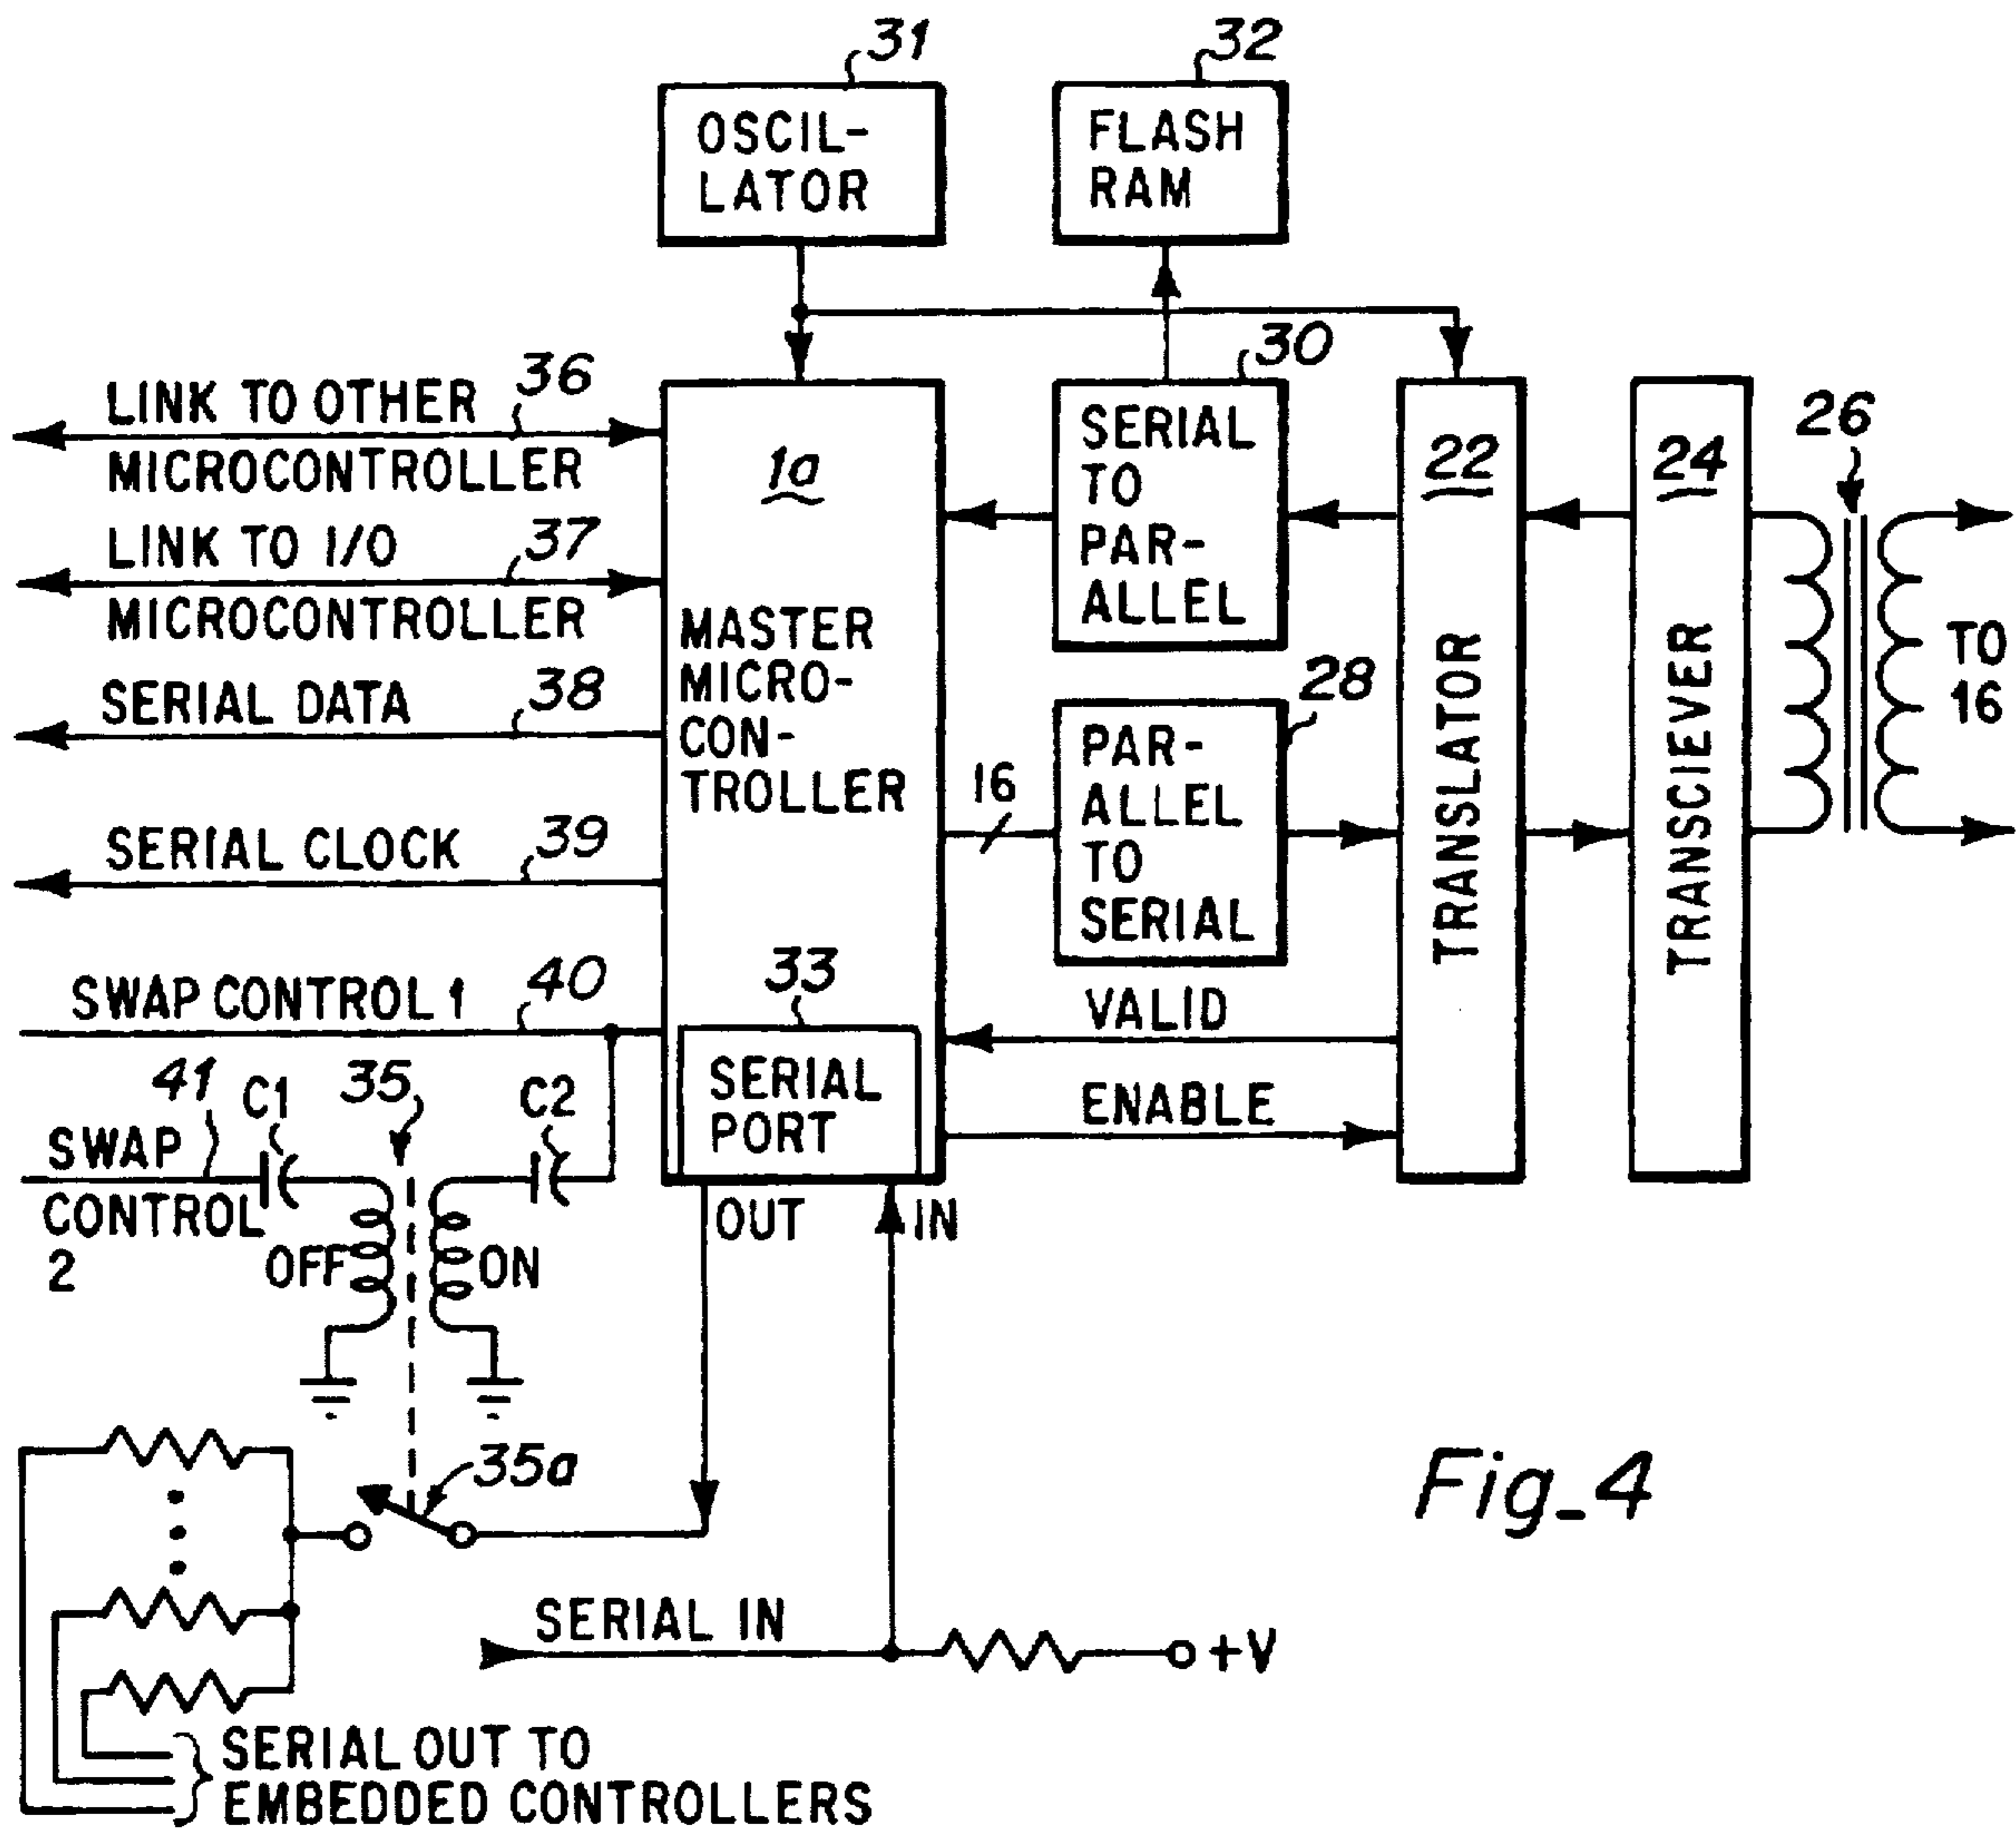 31
32
OSCIL-
LATOR
FLASH
RAM
30
LINK TO OTHER
36
MICROCONTROLLER
LINK TO I/O
37
MICROCONTROLLER
SERIAL DATA
38
SERIAL CLOCK
39
SWAP CONTROL 1
40
41
C1
35
C2
SWAP
CONTROL
2
OFF
ON
1a
MASTER
MICRO-
CON-
TROLLER
33
SERIAL
PORT
OUT
IN
SERIAL
TO
PAR-
ALLEL
28
16
PAR-
ALLEL
TO
SERIAL
VALID
ENABLE
22
TRANSLATOR
24
TRANSCIEVER
26
TO
16
35a
SERIAL IN
+V
SERIAL OUT TO
EMBEDDED CONTROLLERS
Fig_4